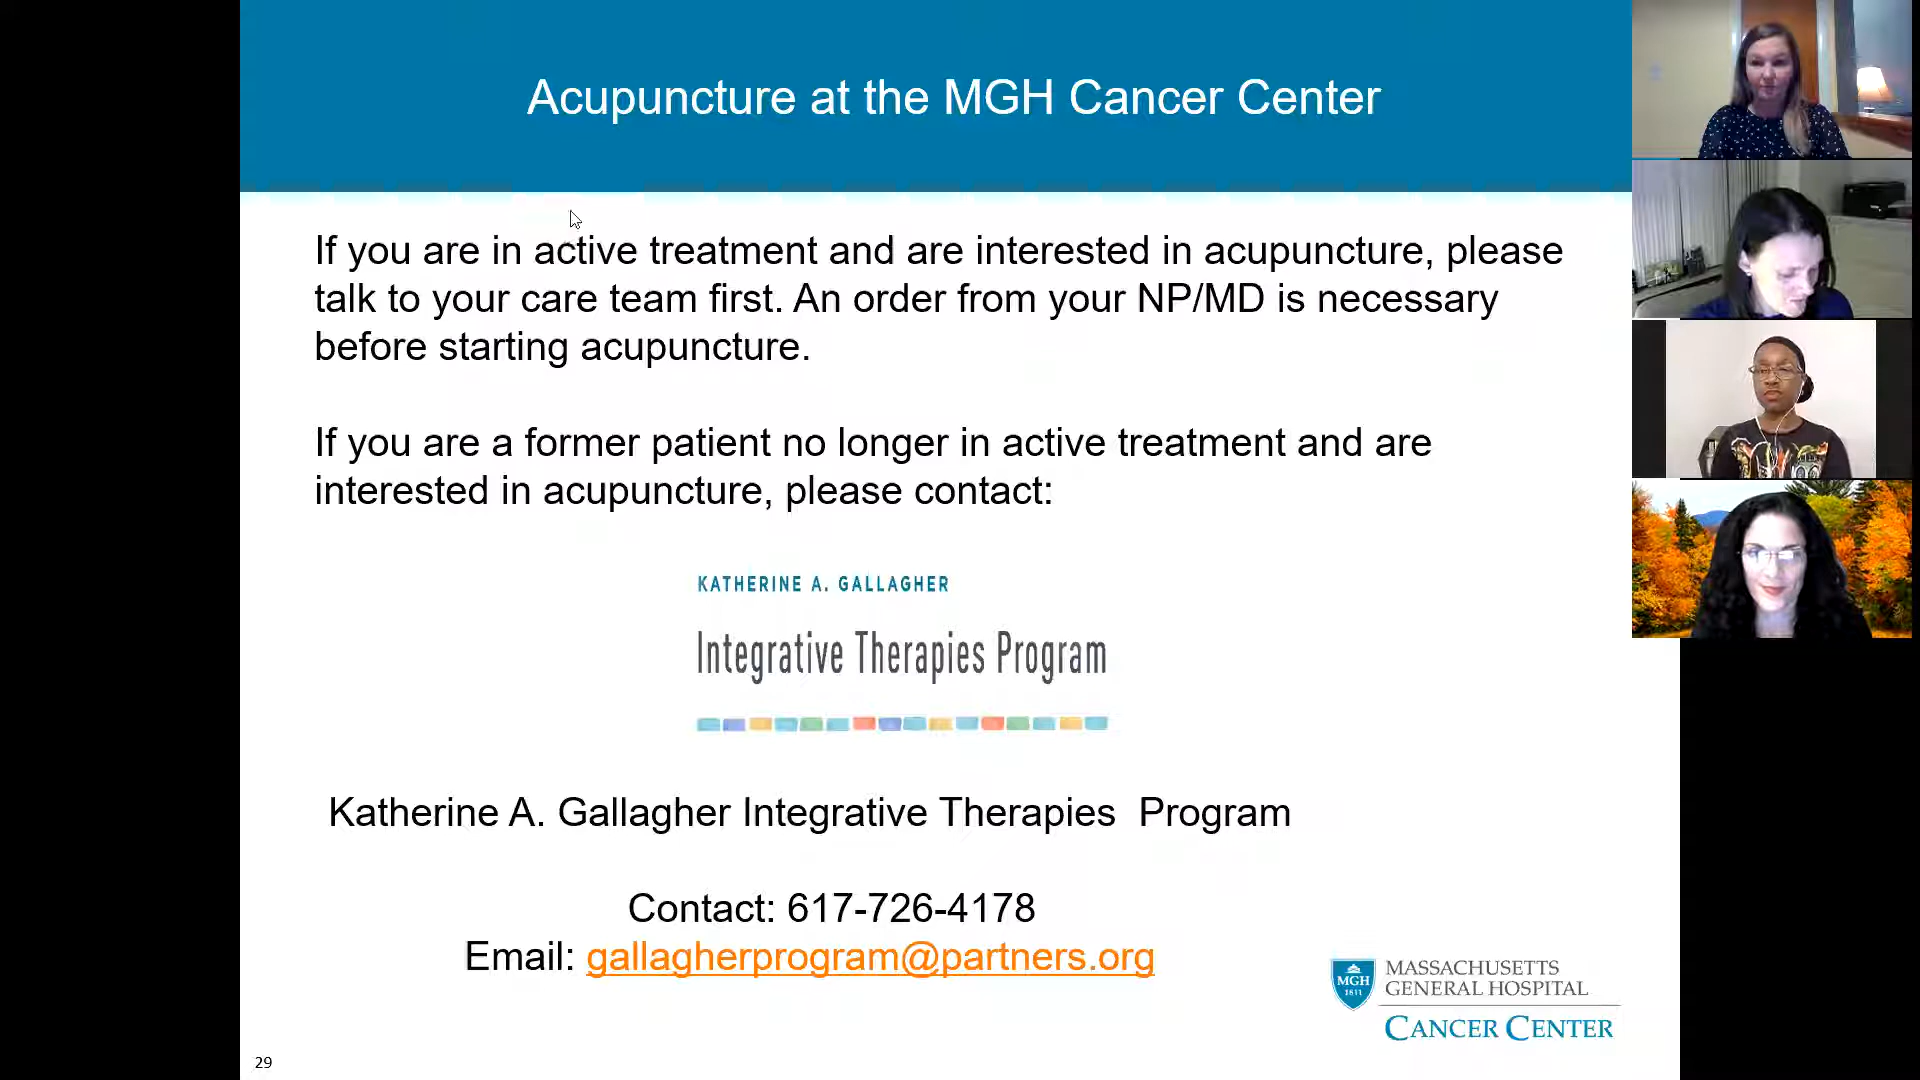 Acupuncture at the MGH Cancer Center
If you are in active treatment and are interested in acupuncture, please
talk to your care team first. An order from your NP/MD is necessary
before starting acupuncture.
If you are a former patient no longer in active treatment and are
interested in acupuncture, please contact:
KATHERINE A. GALLAGHER
Integrative Therapies Program
Katherine A. Gallagher Integrative Therapies  Program
Contact: 617-726-4178
Email: gallagherprogram@partners.org
MGH
1811
MASSACHUSETTS
GENERAL HOSPITAL
CANCER CENTER
29